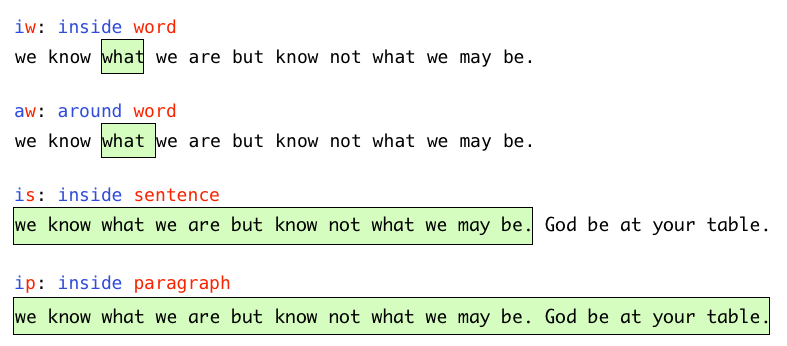 iw: inside word
we know what we are but know not what we may be.
aw: around word
we know what we are but know not what we may be.
is: inside sentence
we know what we are but know not what we may be. God be at your table.
ip: inside paragraph
we know what we are but know not what we may be. God be at your table.